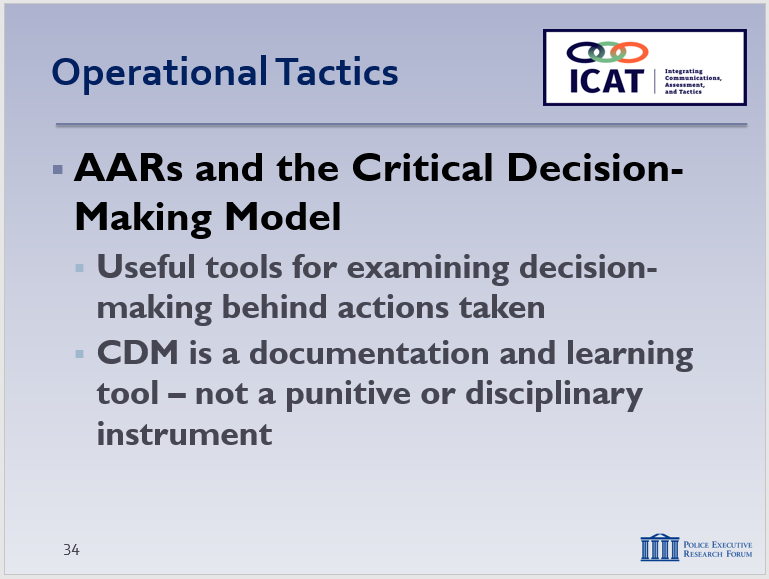 Operational Tactics
ICAT
Integrating
Communications,
Assessment,
and Tactics
AARs and the Critical Decision-
Making Model
Useful tools for examining decision-
making behind actions taken
CDM is a documentation and learning
tool – not a punitive or disciplinary
instrument
34
POLICE EXECUTIVE
RESEARCH FORUM